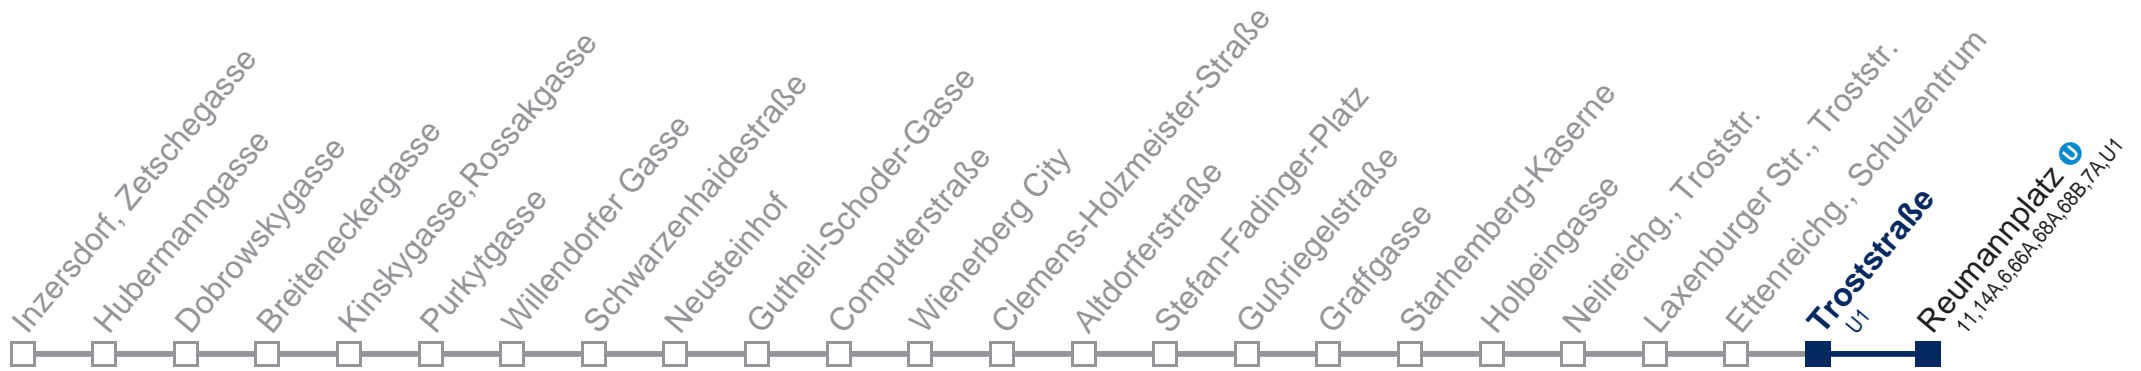 Inzersdorf, Zetschegasse
Hubermanngasse
Dobrowskygasse
Breiteneckergasse
Kinskygasse,Rossakgasse
Purkytgasse
Willendorfer Gasse
Schwarzenhaidestraße
Neusteinhof
Gutheil-Schoder-Gasse
Computerstraße
Wienerberg City
Clemens-Holzmeister-Straße
Altdorferstraße
Stefan-Fadinger-Platz
Gußriegelstraße
Graffgasse
Starhemberg-Kaserne
Holbeingasse
Neilreichg., Troststr.
Laxenburger Str., Troststr.
Ettenreichg., Schulzentrum
Troststraße
U1
Reumannplatz U
11,14A,6,66A,68A,68B,7A,U1